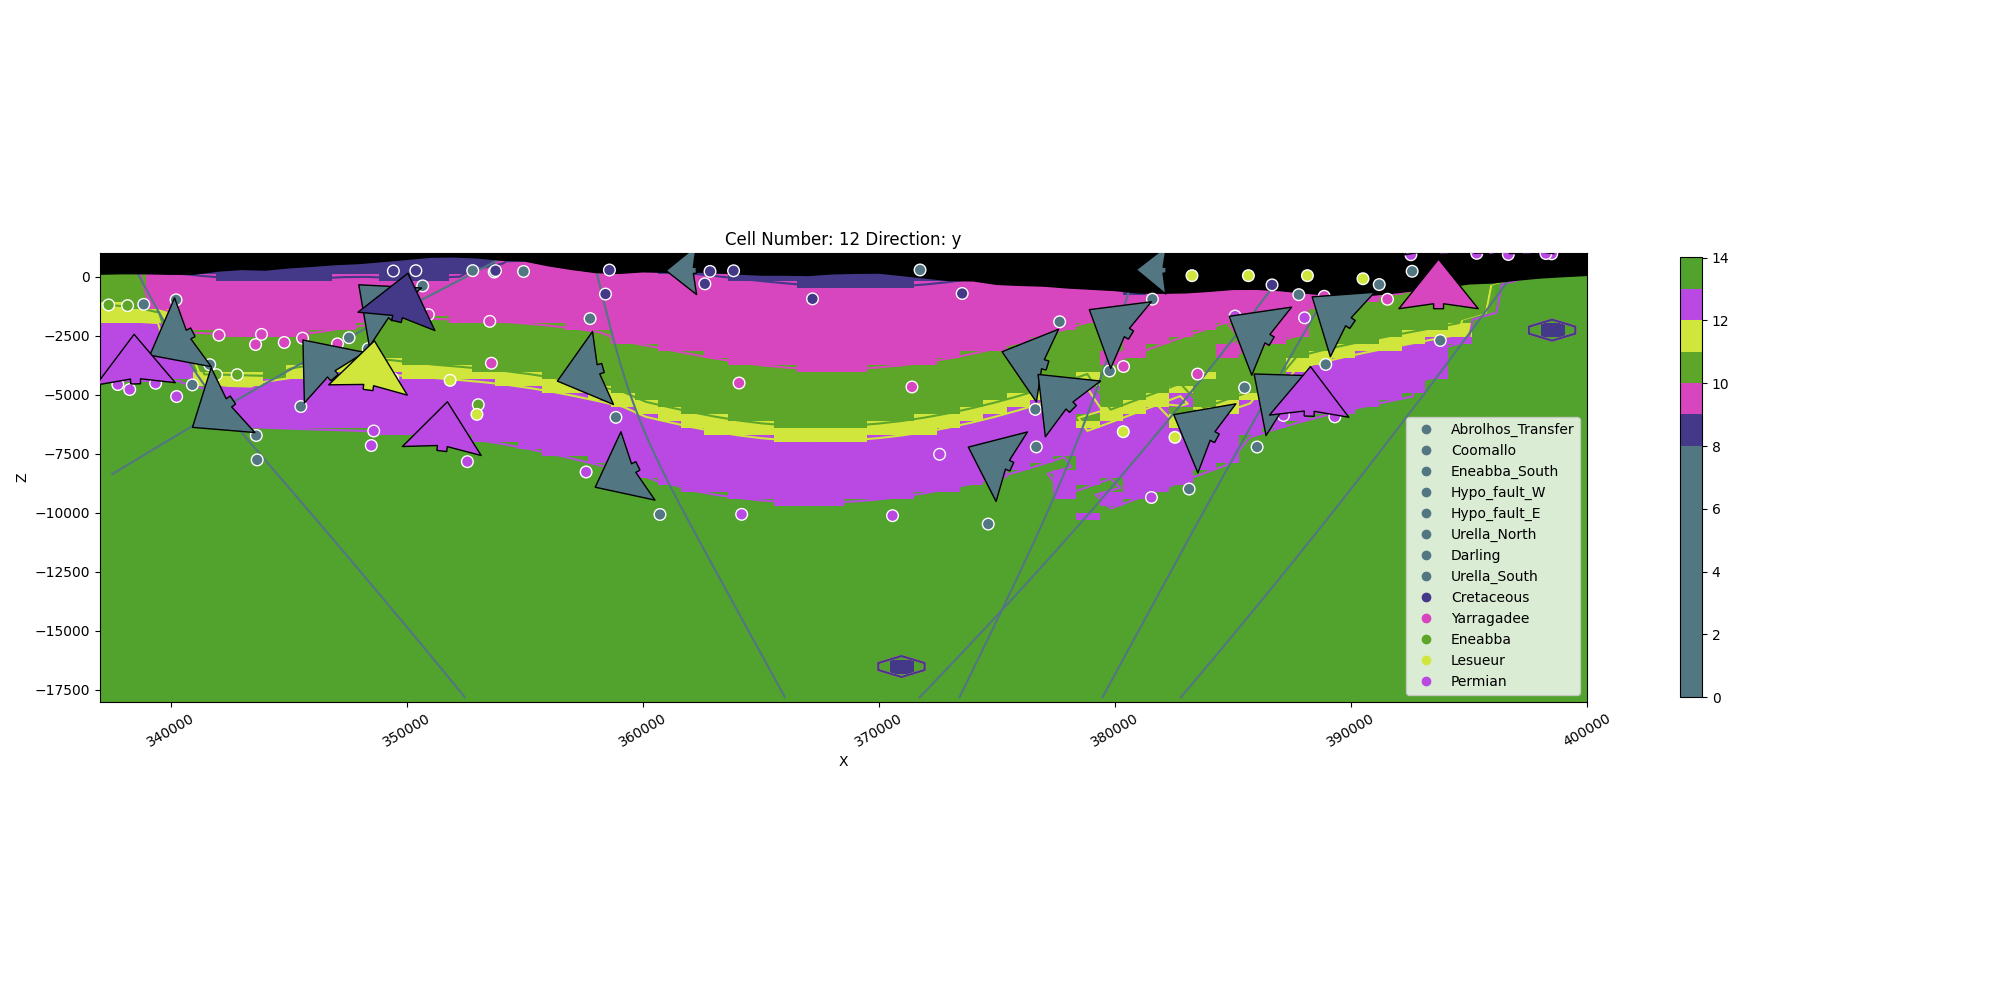 Cell Number: 12 Direction: y
0
−2500
−5000
−7500
−10000
−12500
−15000
−17500
Z
340000
350000
360000
370000
380000
390000
400000
X
Abrolhos_Transfer
Coomallo
Eneabba_South
Hypo_fault_W
Hypo_fault_E
Urella_North
Darling
Urella_South
Cretaceous
Yarragadee
Eneabba
Lesueur
Permian
14
12
10
8
6
4
2
0